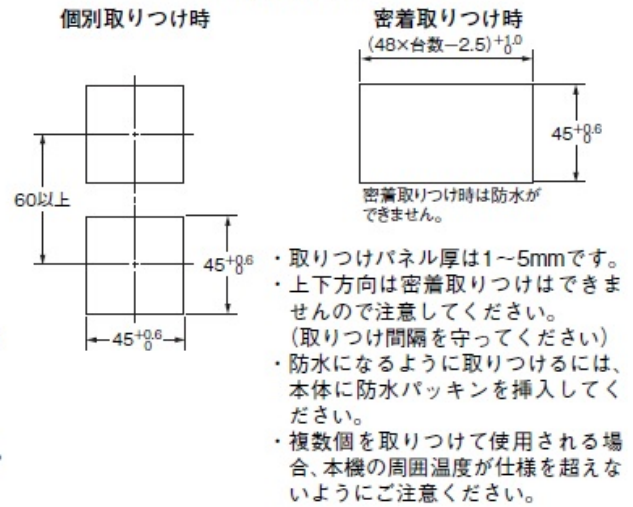 個別取りつけ時
60以上
45+0.6 0
45+0.6 0
密着取りつけ時
(48×台数−2.5)+1.0 0
45+0.6 0
密着取りつけ時は防水が
できません。
・取りつけパネル厚は1～5mmです。
・上下方向は密着取りつけはできま
せんので注意してください。
（取りつけ間隔を守ってください）
・防水になるように取りつけるには、
本体に防水パッキンを挿入してく
ださい。
・複数個を取りつけて使用される場
合、本機の周囲温度が仕様を超えな
いようにご注意ください。